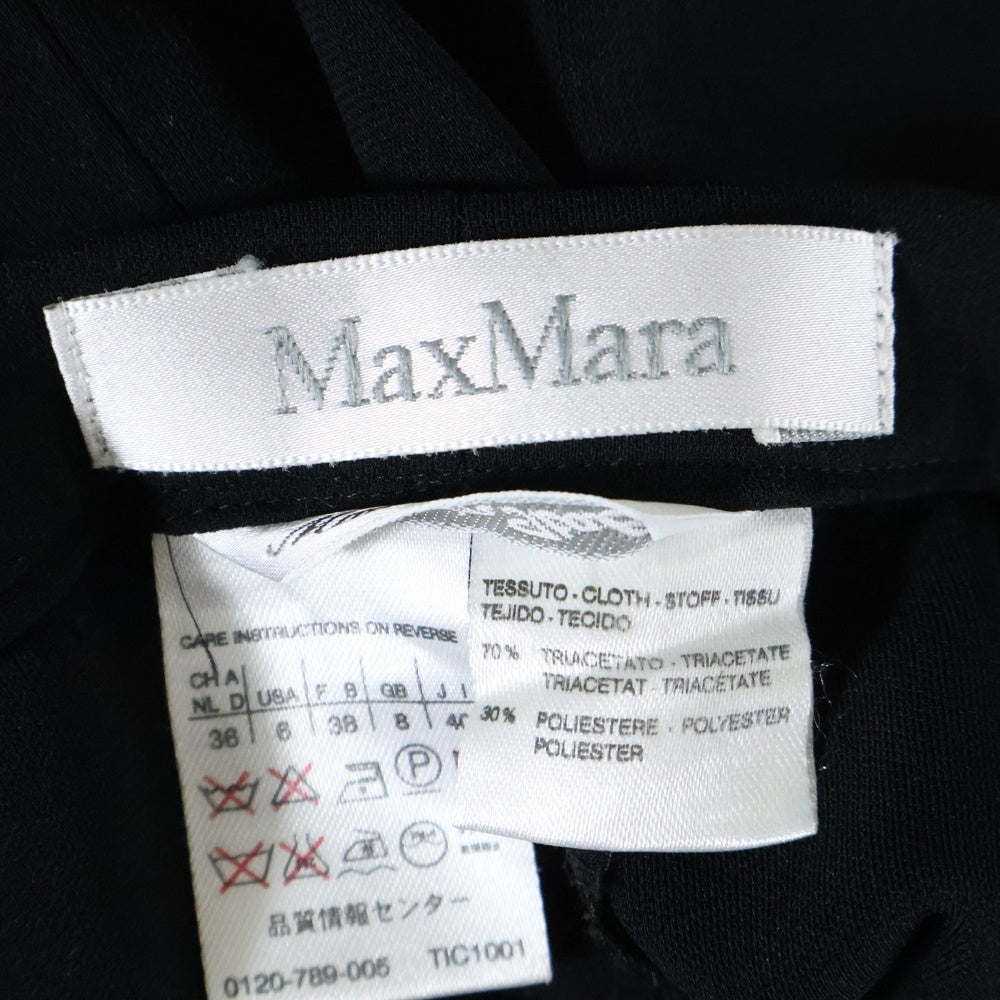 MaxMara
CARE INSTRUCTIONS ON REVERSE
CH A
NL D USA F B GB J I
36 6 38 8 40
P
品質情報センター
0120-789-005 TIC1001
TESSUTO - CLOTH - STOFF - TISSU
TEJIDO - TECIDO
70% TRIACETATO - TRIACETATE
TRIACETAT - TRIACÉTATE
30% POLIESTERE - POLYESTER
POLIESTER